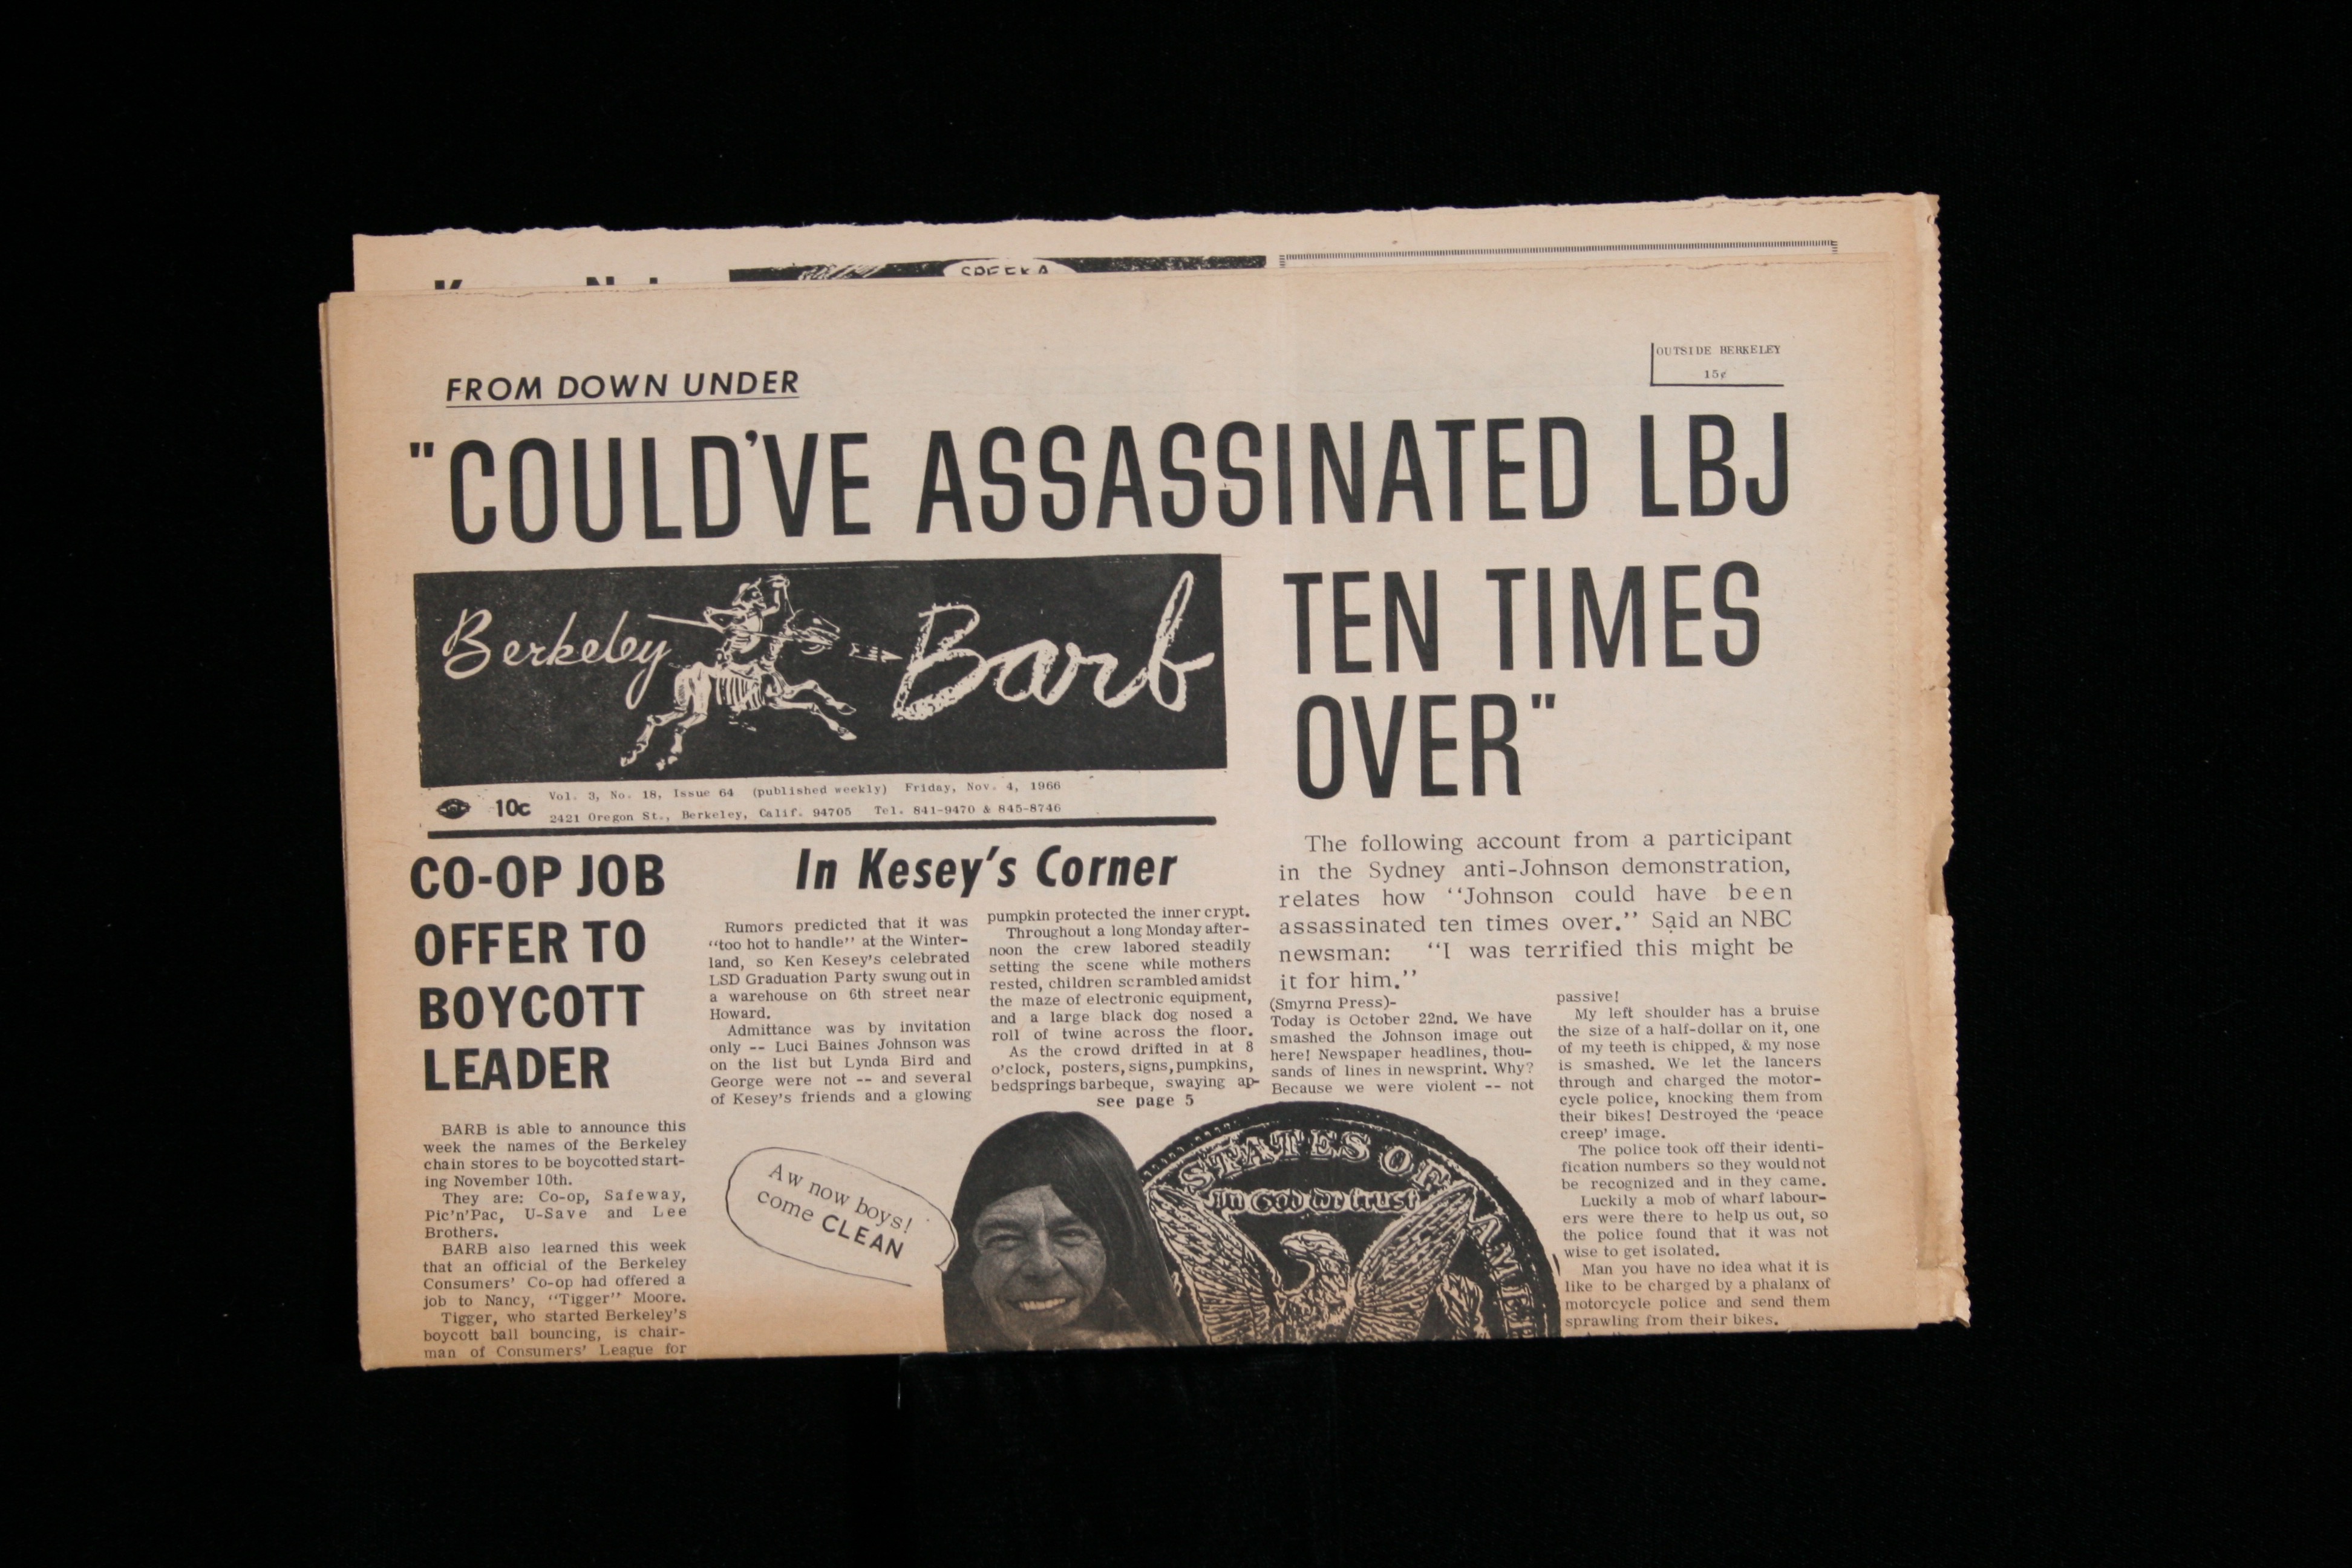 SPEEKA
OUTSIDE BERKELEY
15¢
FROM DOWN UNDER
"COULD'VE ASSASSINATED LBJ
TEN TIMES
OVER"
Berkeley Barb
10c
Vol. 3, No. 18, Issue 64 (published weekly) Friday, Nov. 4, 1966
2421 Oregon St., Berkeley, Calif. 94705 Tel. 841-9470 & 845-8746
CO-OP JOB
OFFER TO
BOYCOTT
LEADER
BARB is able to announce this
week the names of the Berkeley
chain stores to be boycotted start-
ing November 10th.
They are: Co-op, Safeway,
Pic'n'Pac, U-Save and Lee
Brothers.
BARB also learned this week
that an official of the Berkeley
Consumers' Co-op had offered a
job to Nancy, "Tigger" Moore.
Tigger, who started Berkeley's
boycott ball bouncing, is chair-
man of Consumers' League for
In Kesey's Corner
Rumors predicted that it was
"too hot to handle" at the Winter-
land, so Ken Kesey's celebrated
LSD Graduation Party swung out in
a warehouse on 6th street near
Howard.
Admittance was by invitation
only -- Luci Baines Johnson was
on the list but Lynda Bird and
George were not -- and several
of Kesey's friends and a glowing
pumpkin protected the inner crypt.
Throughout a long Monday after-
noon the crew labored steadily
setting the scene while mothers
rested, children scrambled amidst
the maze of electronic equipment,
and a large black dog nosed a
roll of twine across the floor.
As the crowd drifted in at 8
o'clock, posters, signs, pumpkins,
bedsprings barbeque, swaying ap-
see page 5
The following account from a participant
in the Sydney anti-Johnson demonstration,
relates how "Johnson could have been
assassinated ten times over." Said an NBC
newsman: "I was terrified this might be
it for him."
(Smyrna Press)-
Today is October 22nd. We have
smashed the Johnson image out
here! Newspaper headlines, thou-
sands of lines in newsprint. Why?
Because we were violent -- not
passive!
My left shoulder has a bruise
the size of a half-dollar on it, one
of my teeth is chipped, & my nose
is smashed. We let the lancers
through and charged the motor-
cycle police, knocking them from
their bikes! Destroyed the 'peace
creep' image.
The police took off their identi-
fication numbers so they would not
be recognized and in they came.
Luckily a mob of wharf labour-
ers were there to help us out, so
the police found that it was not
wise to get isolated.
Man you have no idea what it is
like to be charged by a phalanx of
motorcycle police and send them
sprawling from their bikes.
Aw now boys!
come CLEAN
STATES OF AMER
In God we trust